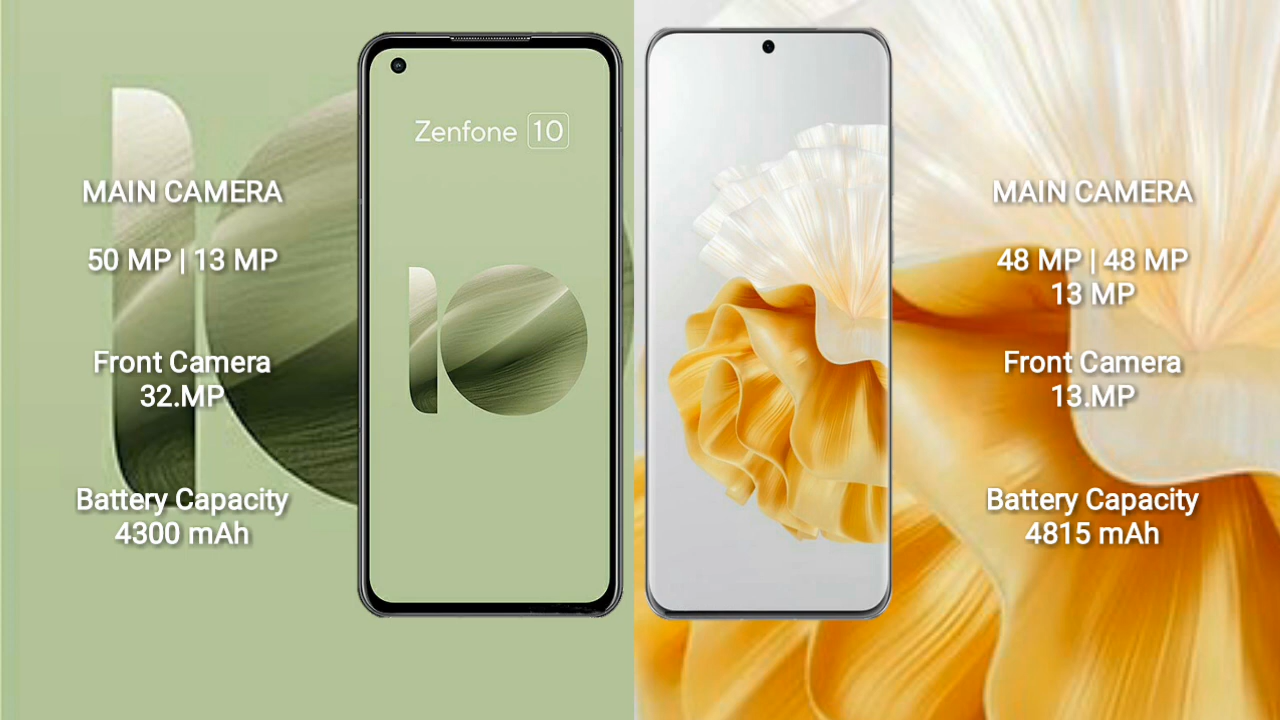 MAIN CAMERA
50 MP | 13 MP
Front Camera
32.MP
Battery Capacity
4300 mAh
Zenfone 10
10
MAIN CAMERA
48 MP | 48 MP
13 MP
Front Camera
13.MP
Battery Capacity
4815 mAh